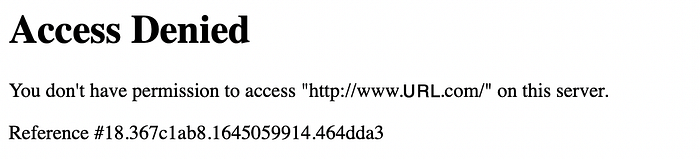 Access Denied
You don't have permission to access "http://www.URL.com/" on this server.
Reference #18.367c1ab8.1645059914.464dda3